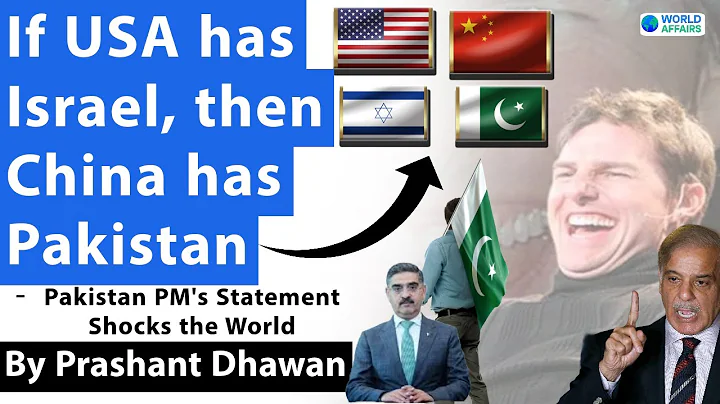 If USA has
Israel, then
China has
Pakistan
- Pakistan PM's Statement
Shocks the World
By Prashant Dhawan
WORLD
AFFAIRS